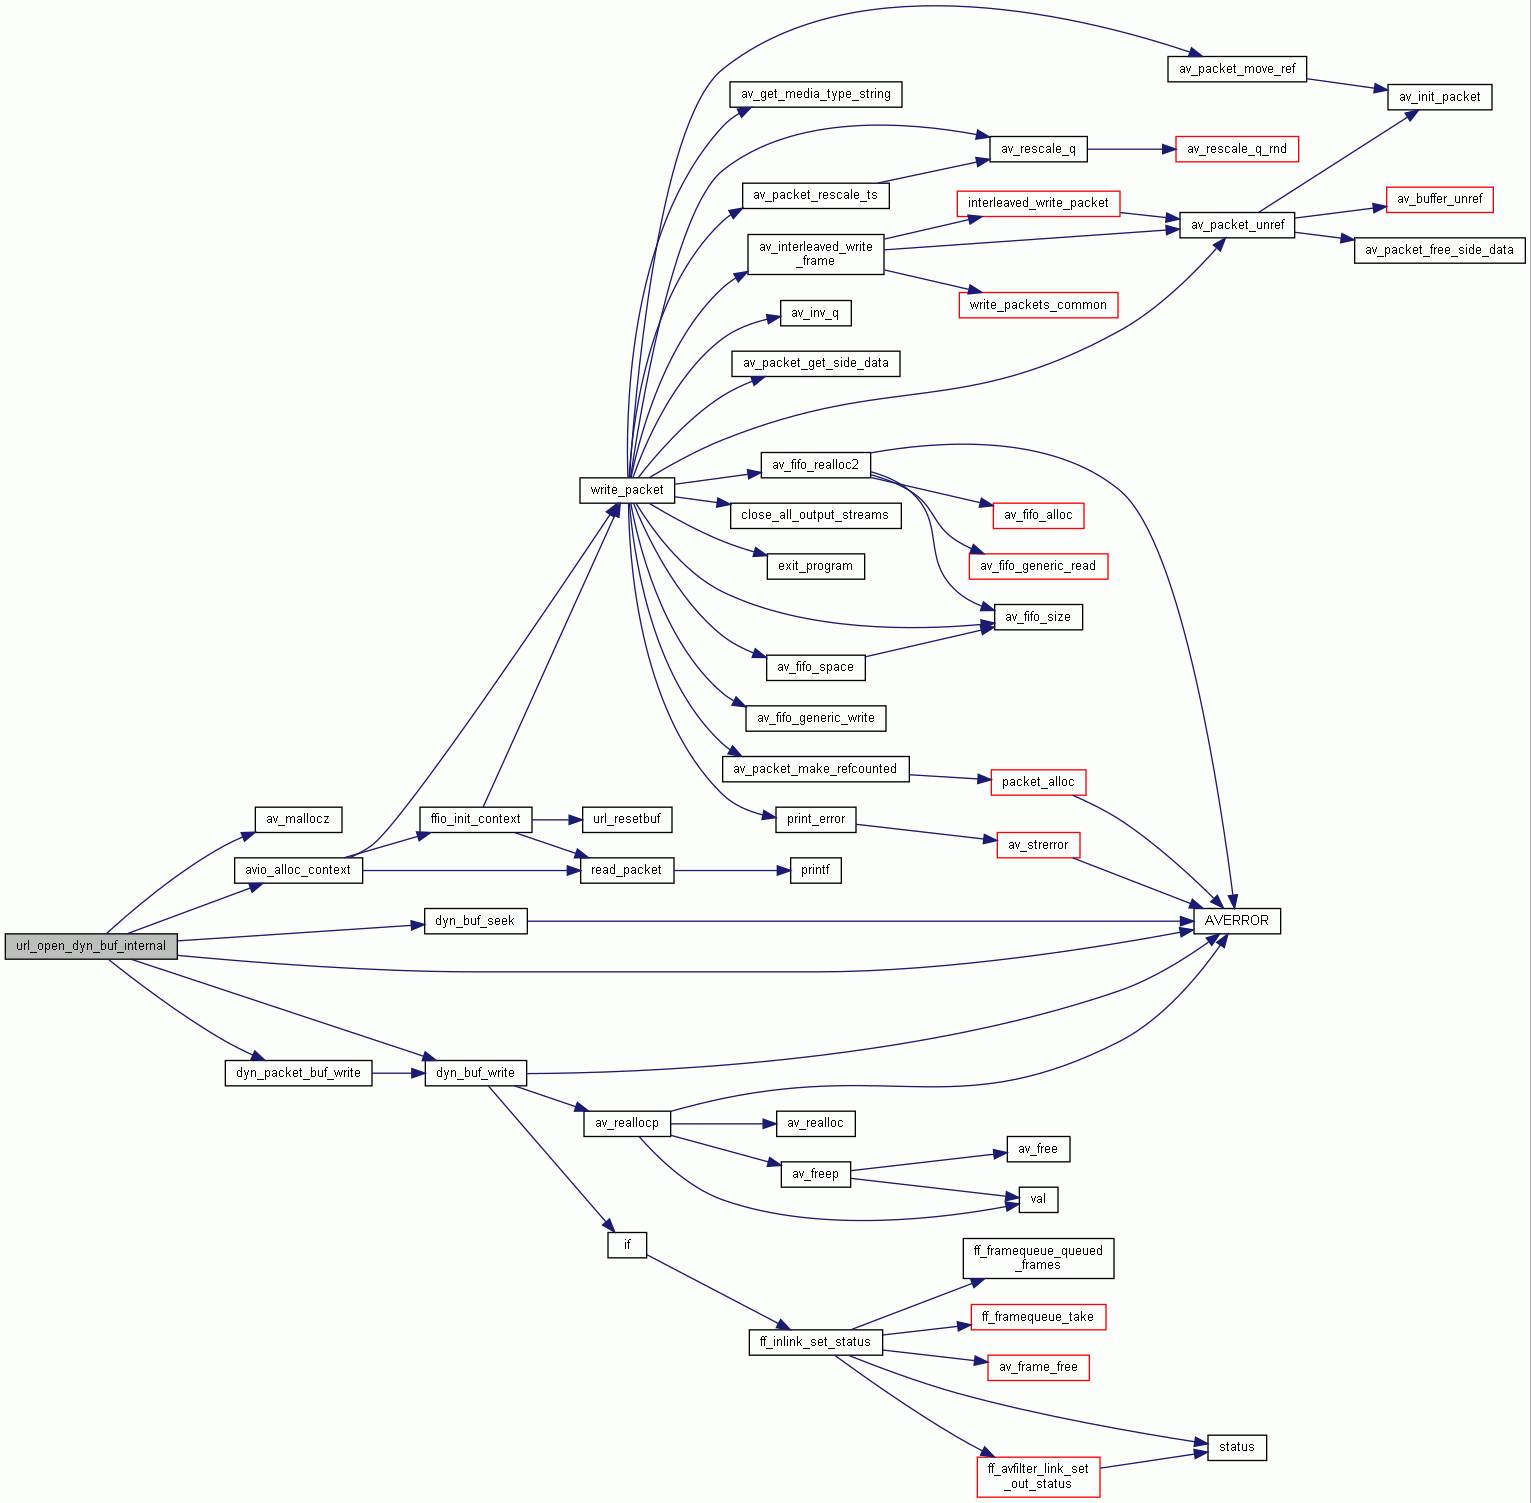 av_packet_move_ref
av_get_media_type_string
av_init_packet
av_rescale_q
av_rescale_q_rnd
av_packet_rescale_ts
interleaved_write_packet
av_buffer_unref
av_packet_unref
av_interleaved_write
_frame
av_packet_free_side_data
write_packets_common
av_inv_q
av_packet_get_side_data
av_fifo_realloc2
write_packet
close_all_output_streams
av_fifo_alloc
exit_program
av_fifo_generic_read
av_fifo_size
av_fifo_space
av_fifo_generic_write
av_packet_make_refcounted
packet_alloc
av_mallocz
ffio_init_context
url_resetbuf
print_error
av_strerror
avio_alloc_context
read_packet
printf
dyn_buf_seek
AVERROR
url_open_dyn_buf_internal
dyn_packet_buf_write
dyn_buf_write
av_reallocp
av_realloc
av_free
av_freep
val
if
ff_framequeue_queued
_frames
ff_framequeue_take
ff_inlink_set_status
av_frame_free
status
ff_avfilter_link_set
_out_status